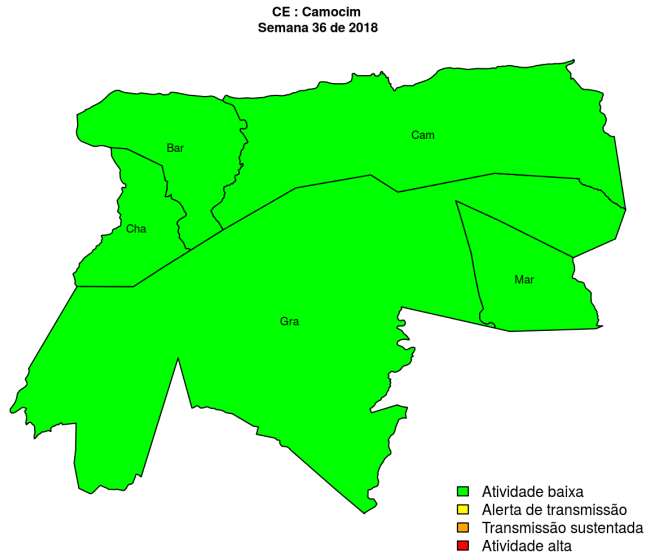 CE : Camocim
Semana 36 de 2018
Bar
Cam
Cha
Mar
Gra
Atividade baixa
Alerta de transmissão
Transmissão sustentada
Atividade alta